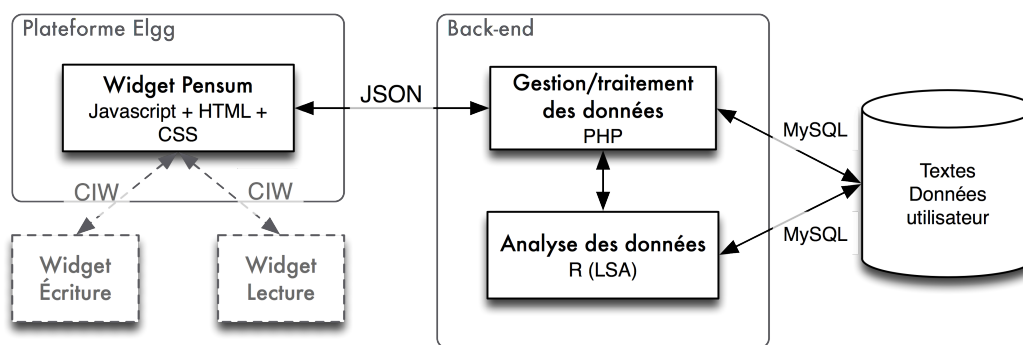 Plateforme Elgg
Widget Pensum
Javascript + HTML +
CSS
CIW
CIW
Widget
Écriture
Widget
Lecture
JSON
Back-end
Gestion/traitement
des données
PHP
Analyse des données
R (LSA)
MySQL
MySQL
Textes
Données
utilisateur